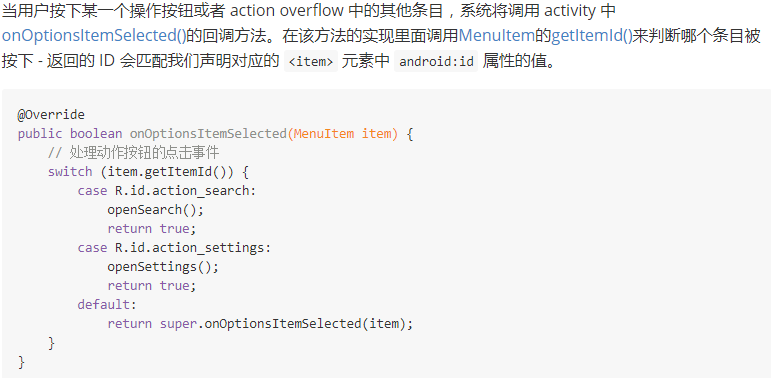 当用户按下某一个操作按钮或者 action overflow 中的其他条目，系统将调用 activity 中
onOptionsItemSelected()的回调方法。在该方法的实现里面调用MenuItem的getItemId()来判断哪个条目被
按下 - 返回的 ID 会匹配我们声明对应的 <item> 元素中 android:id 属性的值。
@Override
public boolean onOptionsItemSelected(MenuItem item) {
    // 处理动作按钮的点击事件
    switch (item.getItemId()) {
        case R.id.action_search:
            openSearch();
            return true;
        case R.id.action_settings:
            openSettings();
            return true;
        default:
            return super.onOptionsItemSelected(item);
    }
}